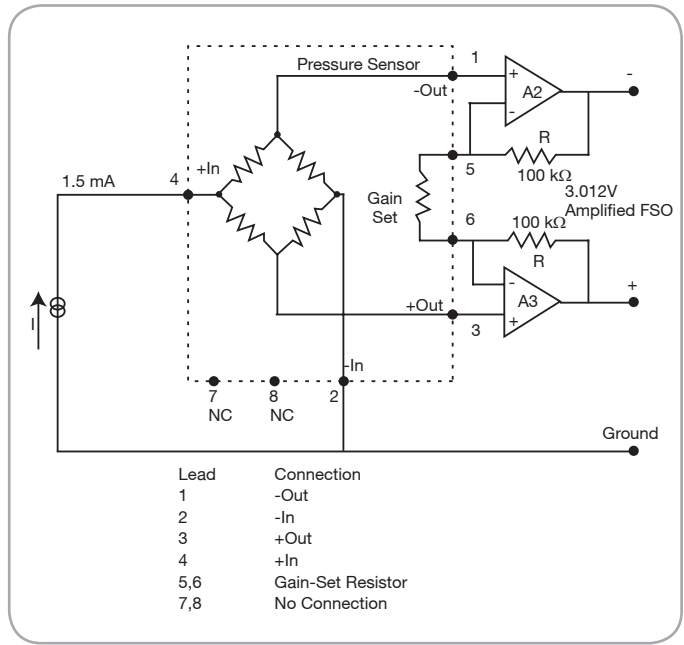 Pressure Sensor
1
-Out
+
A2
-
-
R
100 kΩ
5
+In
4
1.5 mA
Gain
Set
3.012V
Amplified FSO
6
100 kΩ
R
-
A3
+
+
+Out
3
I
-In
7
NC
8
NC
2
Ground
Lead Connection
1 -Out
2 -In
3 +Out
4 +In
5,6 Gain-Set Resistor
7,8 No Connection